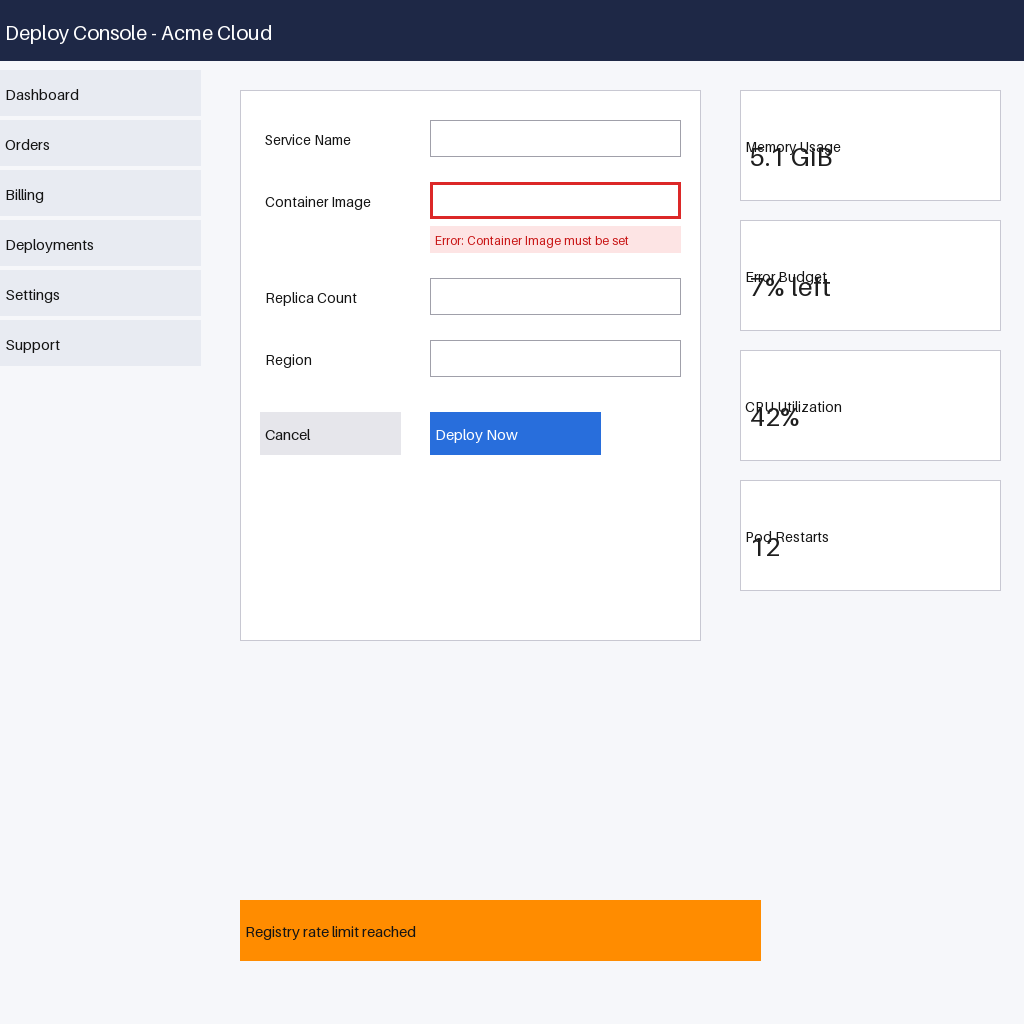 Deploy Console - Acme Cloud
Dashboard
Orders
Billing
Deployments
Settings
Support
Service Name
Container Image
Error: Container Image must be set
Replica Count
Region
Cancel
Deploy Now
Memory Usage
5.1 GiB
Error Budget
7% left
CPU Utilization
42%
Pod Restarts
12
Registry rate limit reached